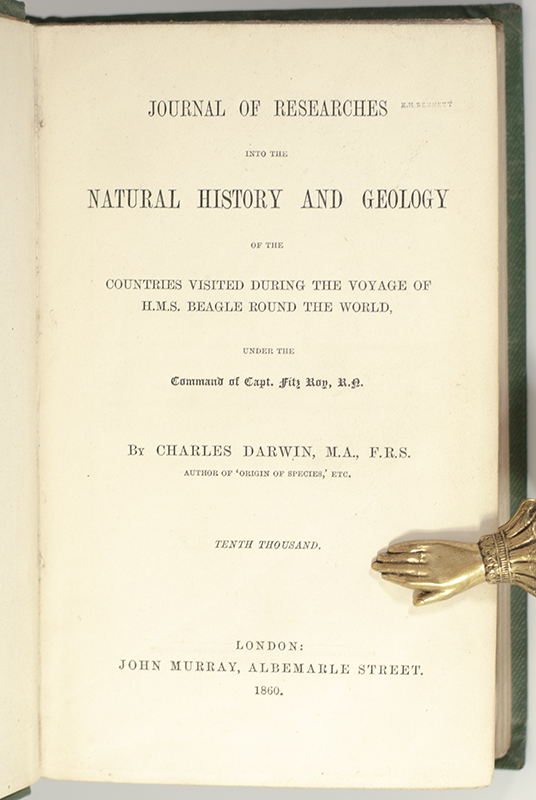 JOURNAL OF RESEARCHES
E.H. BENNETT
INTO THE
NATURAL HISTORY AND GEOLOGY
OF THE
COUNTRIES VISITED DURING THE VOYAGE OF
H.M.S. BEAGLE ROUND THE WORLD,
UNDER THE
Command of Capt. Fitz Roy, R.N.
BY CHARLES DARWIN, M.A., F.R.S.
AUTHOR OF ‘ORIGIN OF SPECIES,’ ETC.
TENTH THOUSAND.
LONDON:
JOHN MURRAY, ALBEMARLE STREET.
1860.